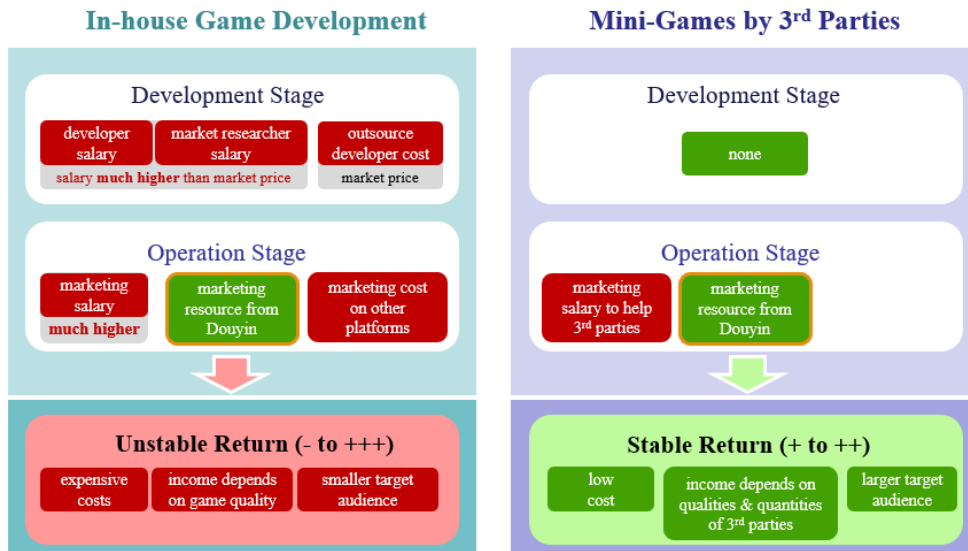 In-house Game Development
Development Stage
developer
salary
market researcher
salary
outsource
developer cost
salary much higher than market price
market price
Operation Stage
marketing
salary
much higher
marketing
resource from
Douyin
marketing cost
on other
platforms
Unstable Return (- to +++)
expensive
costs
income depends
on game quality
smaller target
audience
Mini-Games by 3rd Parties
Development Stage
none
Operation Stage
marketing
salary to help
3rd parties
marketing
resource from
Douyin
Stable Return (+ to ++)
low
cost
income depends on
qualities & quantities
of 3rd parties
larger target
audience